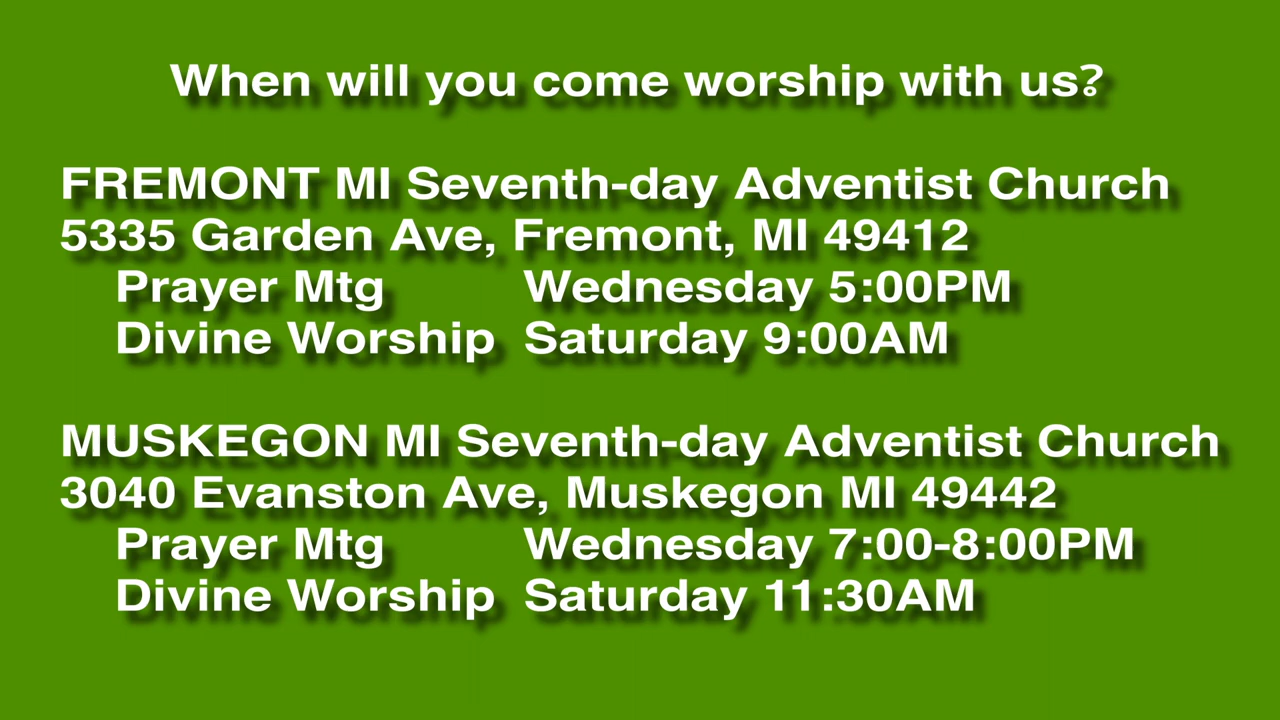 When will you come worship with us?
FREMONT MI Seventh-day Adventist Church
5335 Garden Ave, Fremont, MI 49412
Prayer Mtg Wednesday 5:00PM
Divine Worship Saturday 9:00AM
MUSKEGON MI Seventh-day Adventist Church
3040 Evanston Ave, Muskegon MI 49442
Prayer Mtg Wednesday 7:00-8:00PM
Divine Worship Saturday 11:30AM